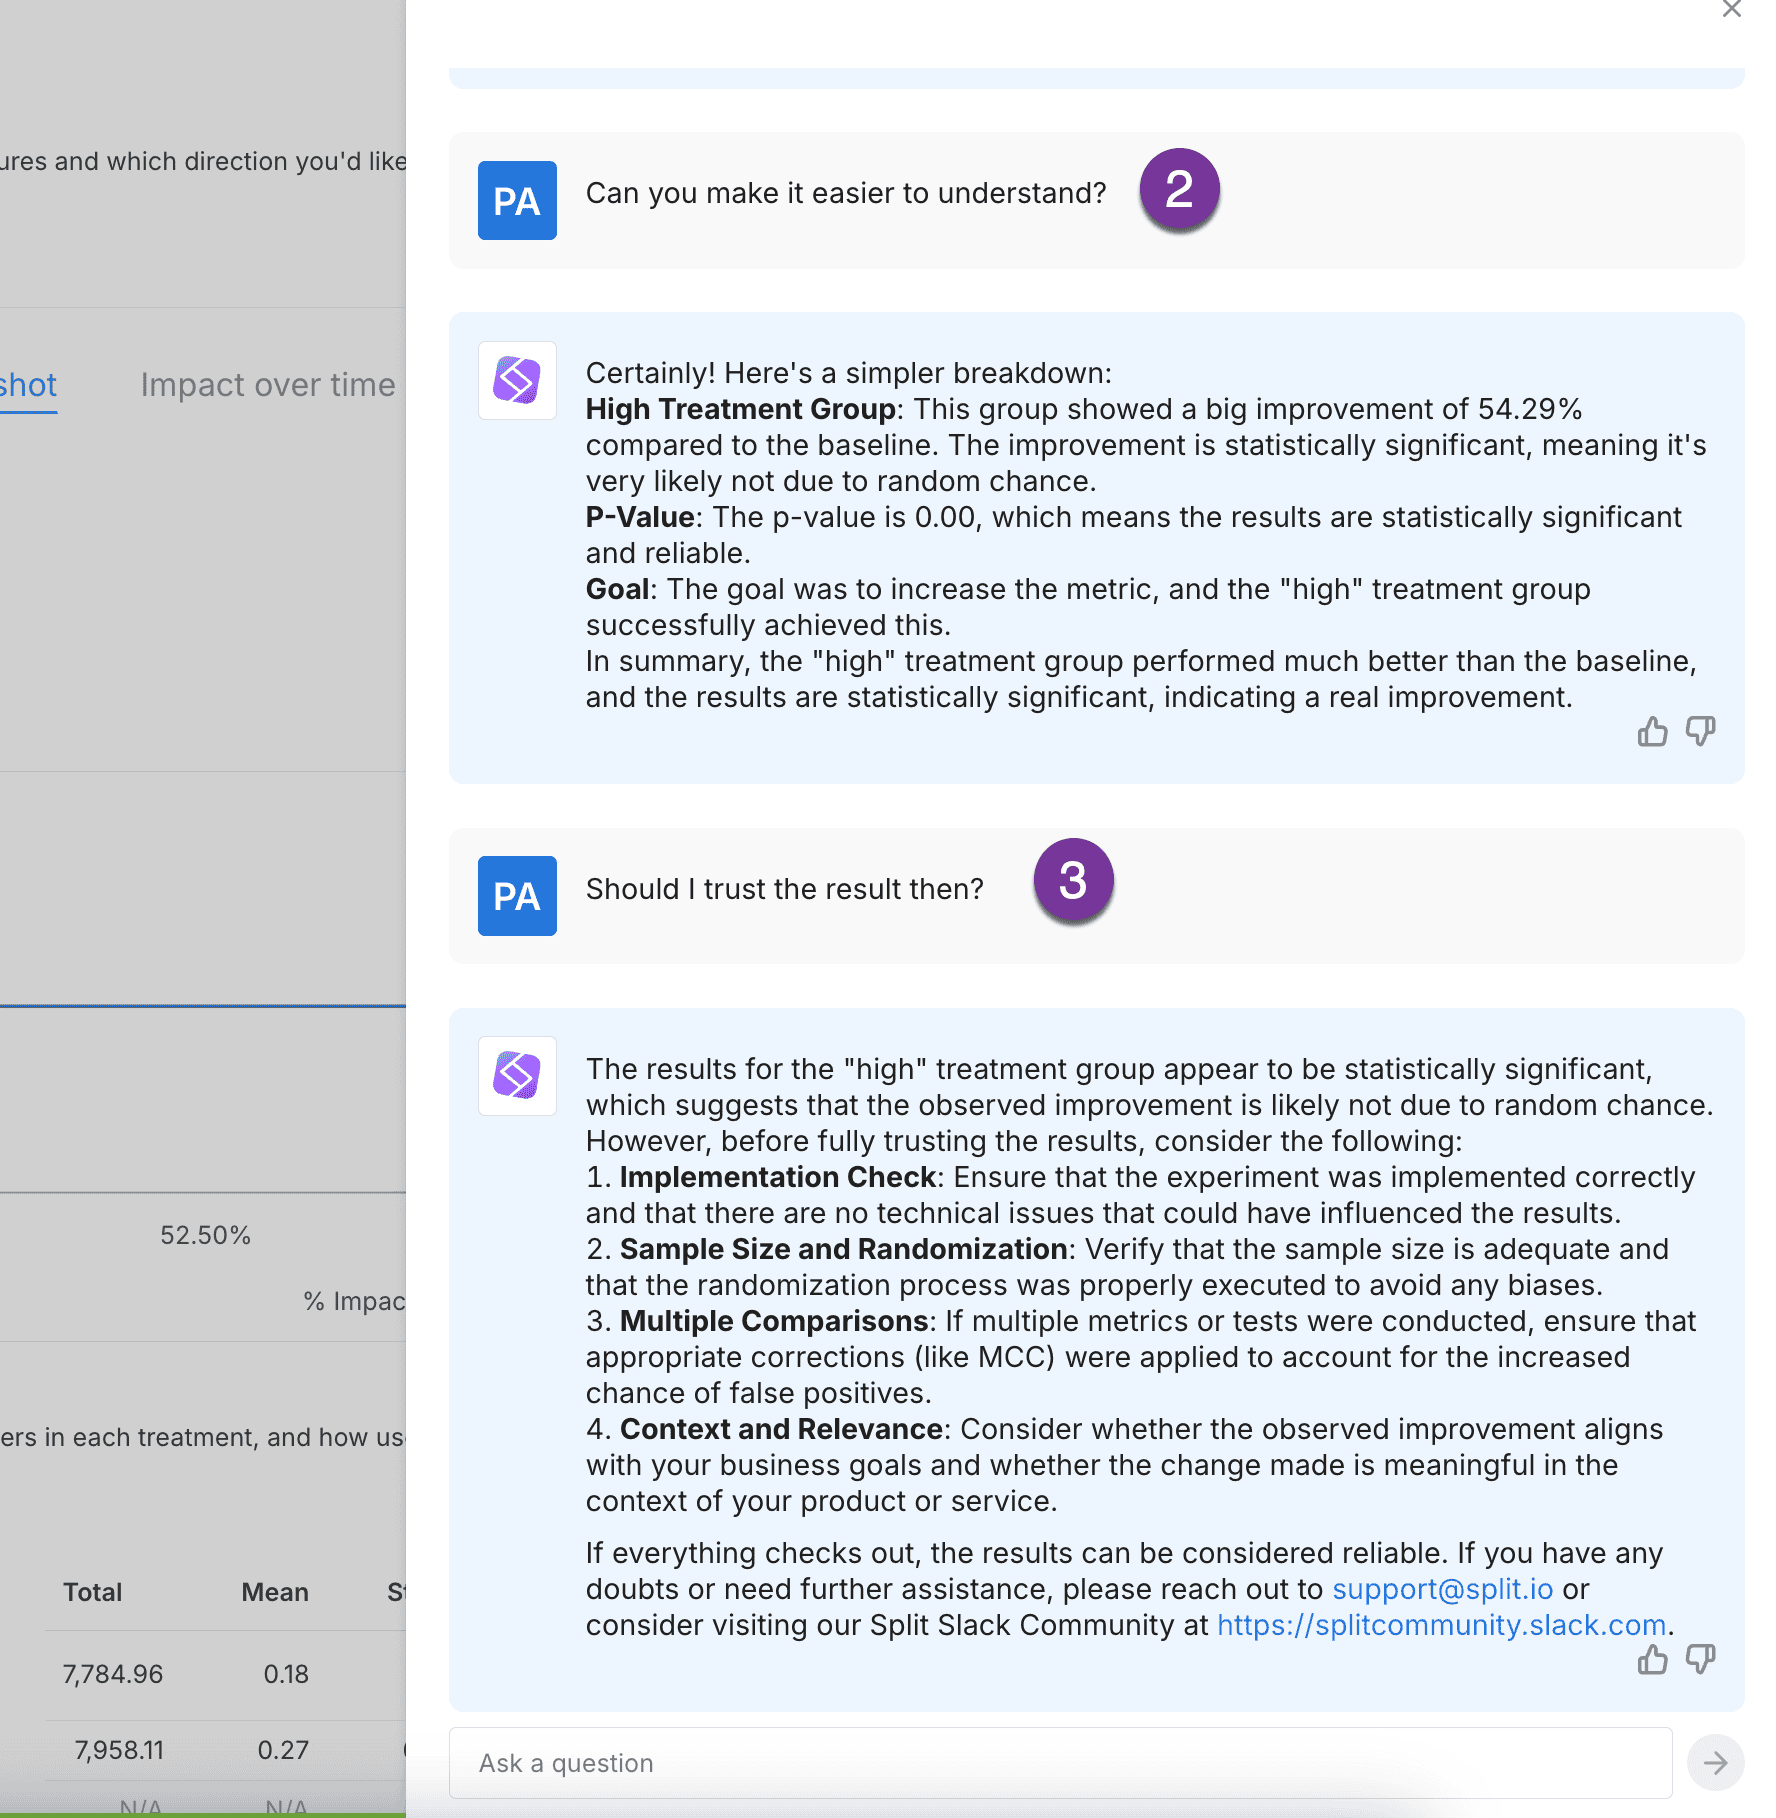 ures and which direction you'd like
shot
Impact over time
52.50%
% Impac
ers in each treatment, and how us
Total Mean St
7,784.96 0.18
7,958.11 0.27
N/A N/A
PA
Can you make it easier to understand?
2
Certainly! Here's a simpler breakdown:
High Treatment Group: This group showed a big improvement of 54.29%
compared to the baseline. The improvement is statistically significant, meaning it's
very likely not due to random chance.
P-Value: The p-value is 0.00, which means the results are statistically significant
and reliable.
Goal: The goal was to increase the metric, and the "high" treatment group
successfully achieved this.
In summary, the "high" treatment group performed much better than the baseline,
and the results are statistically significant, indicating a real improvement.
PA
Should I trust the result then?
3
The results for the "high" treatment group appear to be statistically significant,
which suggests that the observed improvement is likely not due to random chance.
However, before fully trusting the results, consider the following:
1. Implementation Check: Ensure that the experiment was implemented correctly
and that there are no technical issues that could have influenced the results.
2. Sample Size and Randomization: Verify that the sample size is adequate and
that the randomization process was properly executed to avoid any biases.
3. Multiple Comparisons: If multiple metrics or tests were conducted, ensure that
appropriate corrections (like MCC) were applied to account for the increased
chance of false positives.
4. Context and Relevance: Consider whether the observed improvement aligns
with your business goals and whether the change made is meaningful in the
context of your product or service.
If everything checks out, the results can be considered reliable. If you have any
doubts or need further assistance, please reach out to support@split.io or
consider visiting our Split Slack Community at https://splitcommunity.slack.com.
Ask a question